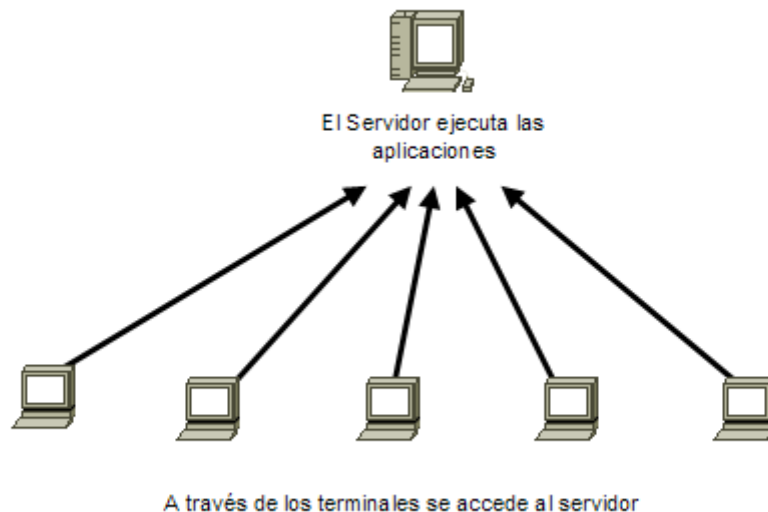 El Servidor ejecuta las
aplicaciones
A través de los terminales se accede al servidor